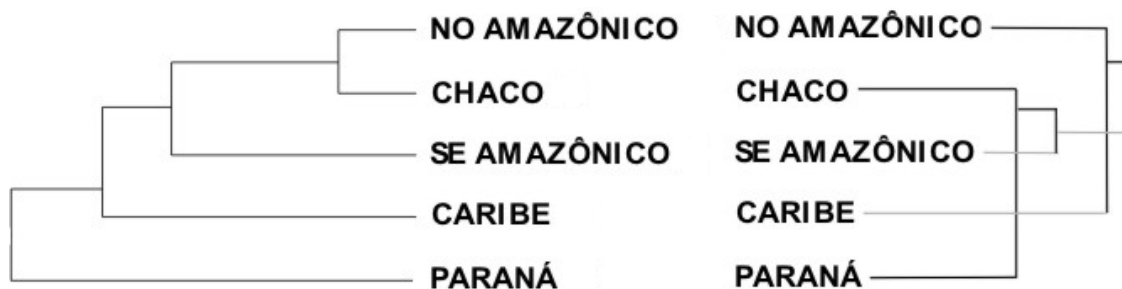 NO AMAZÔNICO NO AMAZÔNICO
CHACO CHACO
SE AMAZÔNICO SE AMAZÔNICO
CARIBE CARIBE
PARANÁ PARANÁ